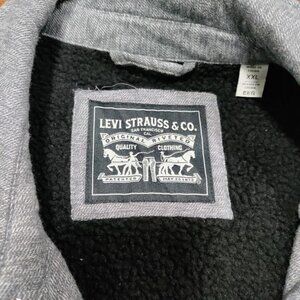 LEVI STRAUSS & CO.
SAN FRANCISCO
CAL.
ORIGINAL RIVETED
QUALITY CLOTHING
XXL